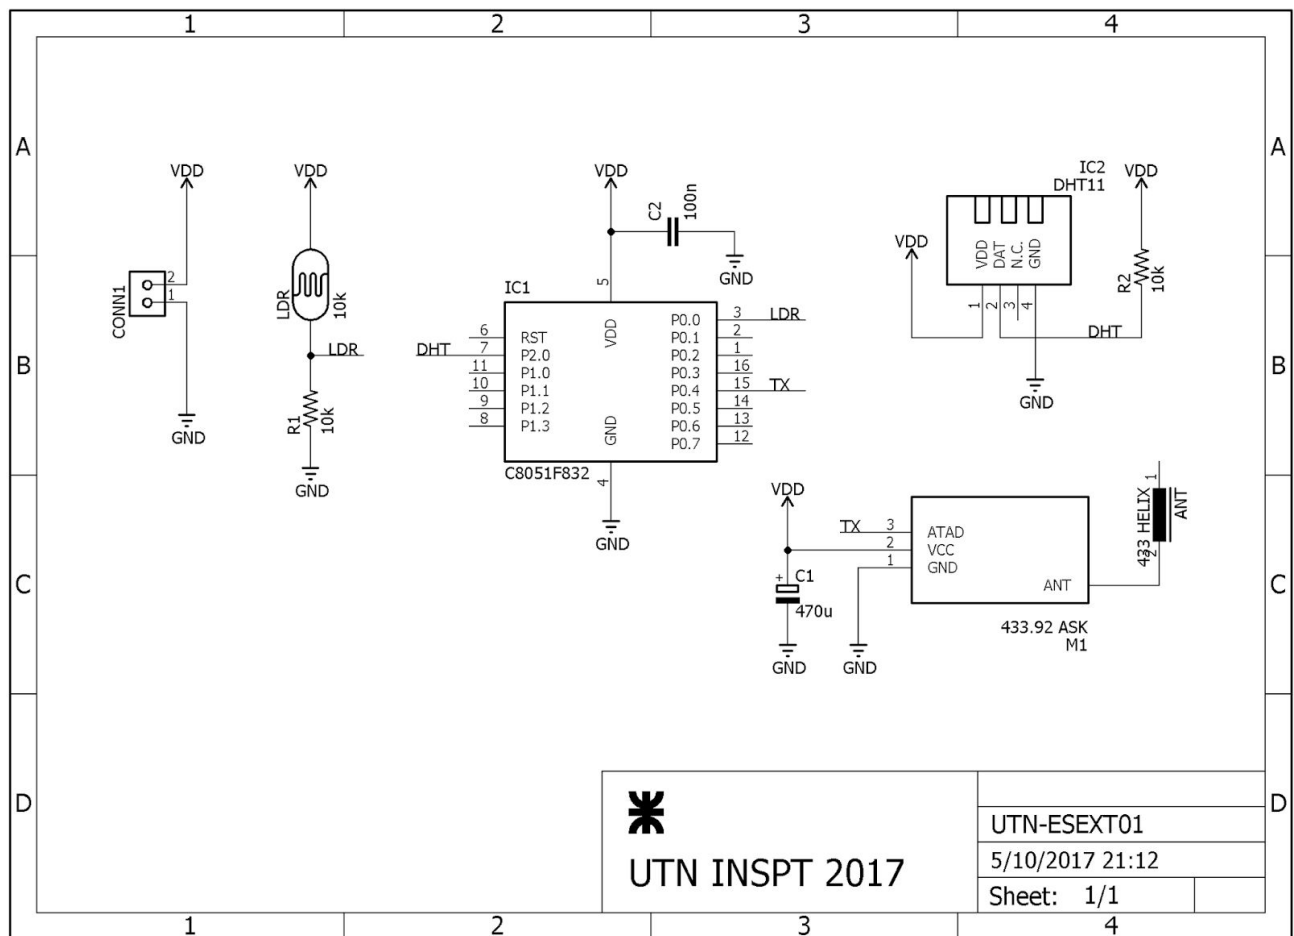 1 2 3 4
A A
IC2
DHT11
VDD VDD VDD VDD
C2
100n
VDD
VDD
DAT
N.C.
GND
R2
10k
GND
CONN1
2
1
LDR
10k
5
IC1
1
2
3
4
DHT
VDD
P0.0 3 LDR
6 RST
P0.1 2
DHT 7 P2.0
P0.2 1
LDR
11 P1.0
P0.3 16
10 P1.1
P0.4 15 TX
9 P1.2
P0.5 14
8 P1.3
P0.6 13
P0.7 12
GND
B B
R1
10k
GND
GND
GND
C8051F832
4
GND
VDD
TX 3 ATAD
2 VCC
1 GND
ANT
433 HELIX
1
2
ANT
+ C1
470u
433.92 ASK
M1
GND GND
C C
D D
UTN INSPT 2017
UTN-ESEXT01
5/10/2017 21:12
Sheet: 1/1
1 2 3 4